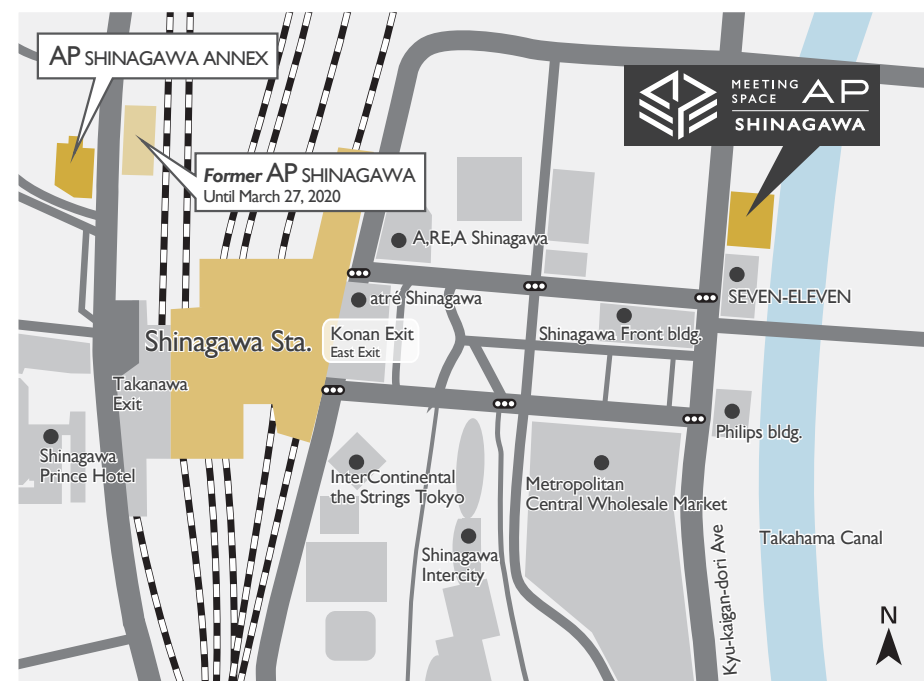 AP SHINAGAWA ANNEX
MEETING
SPACE
AP
SHINAGAWA
Former AP SHINAGAWA
Until March 27, 2020
A,RE,A Shinagawa
atré Shinagawa
SEVEN-ELEVEN
Shinagawa Sta.
Konan Exit
East Exit
Shinagawa Front bldg.
Takanawa
Exit
Philips bldg.
Shinagawa
Prince Hotel
InterContinental
the Strings Tokyo
Metropolitan
Central Wholesale Market
Shinagawa
Intercity
Kyu-kaigan-dori Ave
Takahama Canal
N